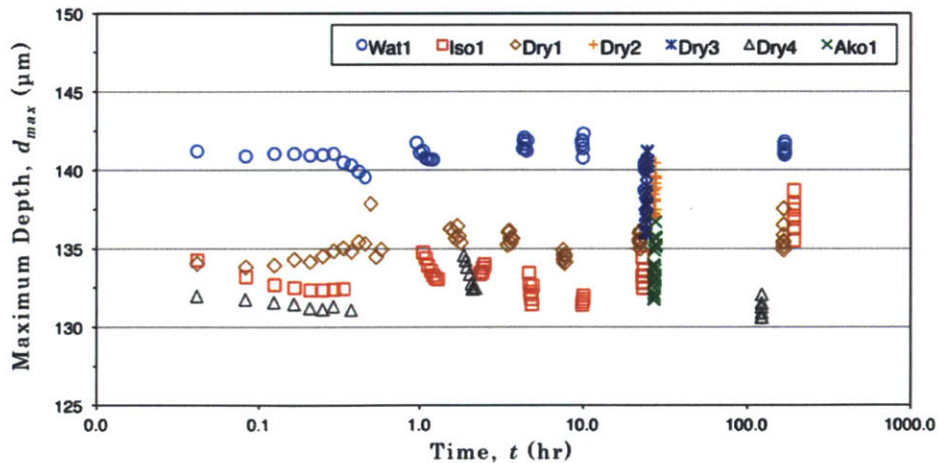 150
145
140
135
130
125
Maximum Depth, d_max (μm)
Wat1 Iso1 Dry1 Dry2 Dry3 Dry4 Ako1
0.0 0.1 1.0 10.0 100.0 1000.0
Time, t (hr)